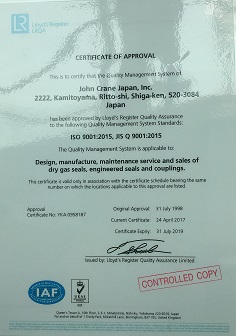 Lloyd's Register
LRQA
CERTIFICATE OF APPROVAL
This is to certify that the Quality Management System of
John Crane Japan, Inc.
2222, Kamitoyama, Ritto-shi, Shiga-ken, 520-3084
Japan
has been approved by Lloyd's Register Quality Assurance
to the following Quality Management System Standards:
ISO 9001:2015, JIS Q 9001:2015
The Quality Management System is applicable to:
Design, manufacture, maintenance service and sales of
dry gas seals, engineered seals and couplings.
This certificate is valid only in association with the certificate schedule bearing the same
number on which the locations applicable to this approval are listed.
Approval
Certificate No: YKA 0958187
Original Approval: 31 July 1998
Current Certificate: 24 April 2017
Certificate Expiry: 31 July 2019
Issued by: Lloyd's Register Quality Assurance Limited
CONTROLLED COPY
IAF
UKAS